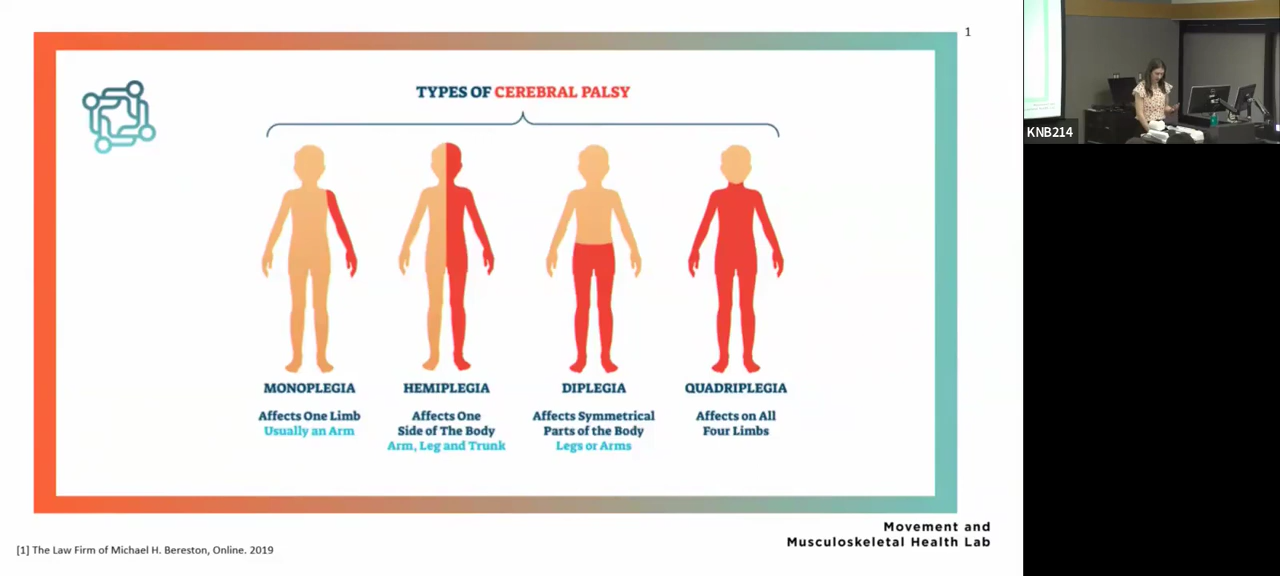 1
TYPES OF CEREBRAL PALSY
MONOPLEGIA
Affects One Limb
Usually an Arm
HEMIPLEGIA
Affects One
Side of The Body
Arm, Leg and Trunk
DIPLEGIA
Affects Symmetrical
Parts of the Body
Legs or Arms
QUADRIPLEGIA
Affects on All
Four Limbs
Movement and
Musculoskeletal Health Lab
[1] The Law Firm of Michael H. Bereston, Online. 2019
KNB214